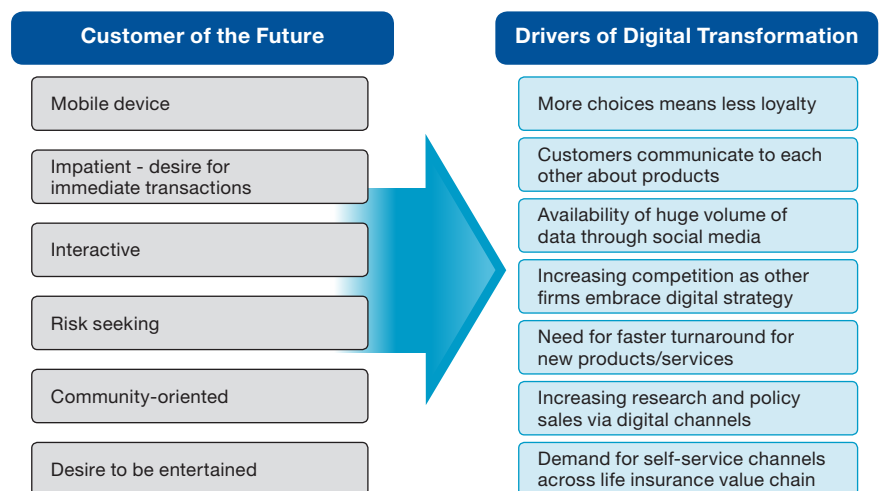 Customer of the Future
Mobile device
Impatient - desire for
immediate transactions
Interactive
Risk seeking
Community-oriented
Desire to be entertained
Drivers of Digital Transformation
More choices means less loyalty
Customers communicate to each
other about products
Availability of huge volume of
data through social media
Increasing competition as other
firms embrace digital strategy
Need for faster turnaround for
new products/services
Increasing research and policy
sales via digital channels
Demand for self-service channels
across life insurance value chain